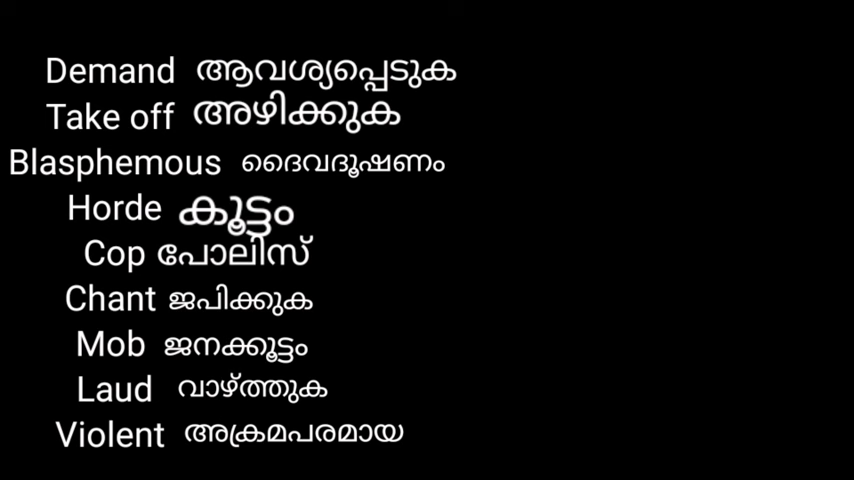 Demand ആവശ്യപ്പെടുക
Take off അഴിക്കുക
Blasphemous ദൈവദൂഷണം
Horde കൂട്ടം
Cop പോലിസ്
Chant ജപിക്കുക
Mob ജനക്കൂട്ടം
Laud വാഴ്ത്തുക
Violent അക്രമപരമായ